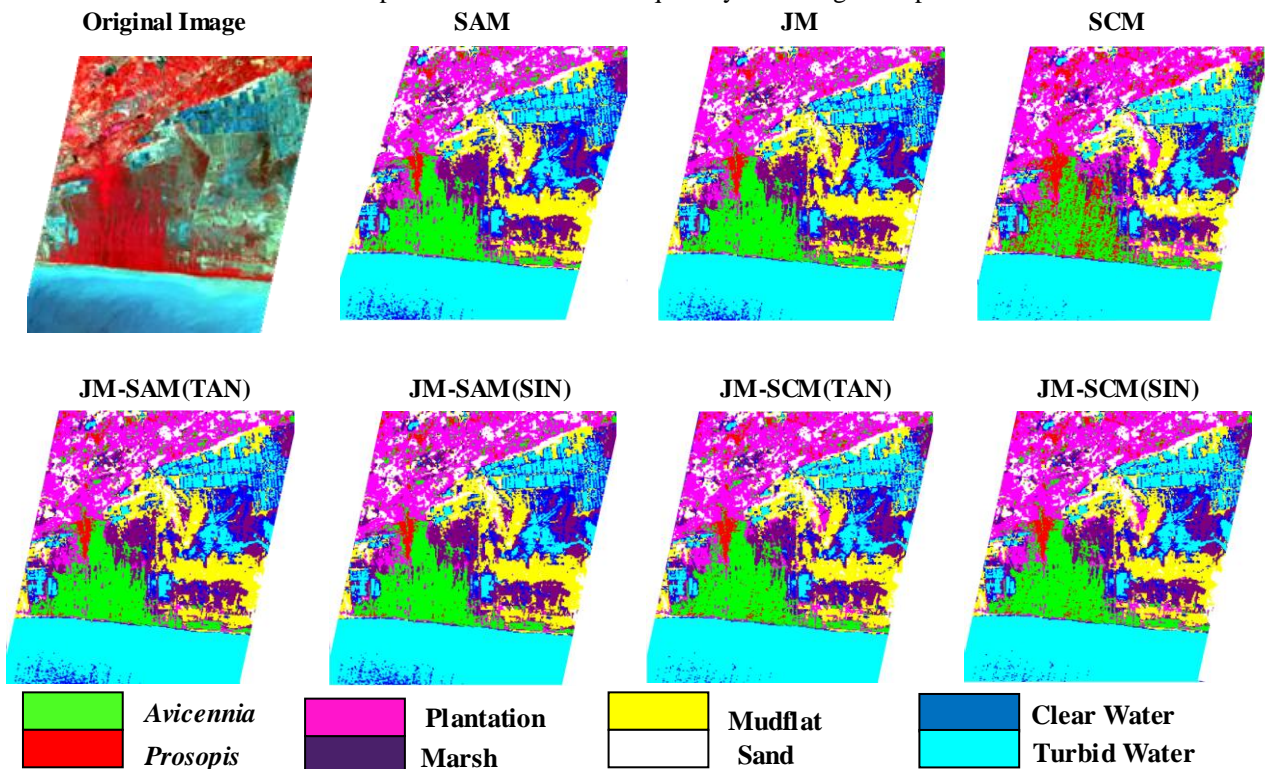 Original Image SAM JM SCM
JM-SAM(TAN) JM-SAM(SIN) JM-SCM(TAN) JM-SCM(SIN)
Avicennia Plantation Mudflat Clear Water
Prosopis Marsh Sand Turbid Water